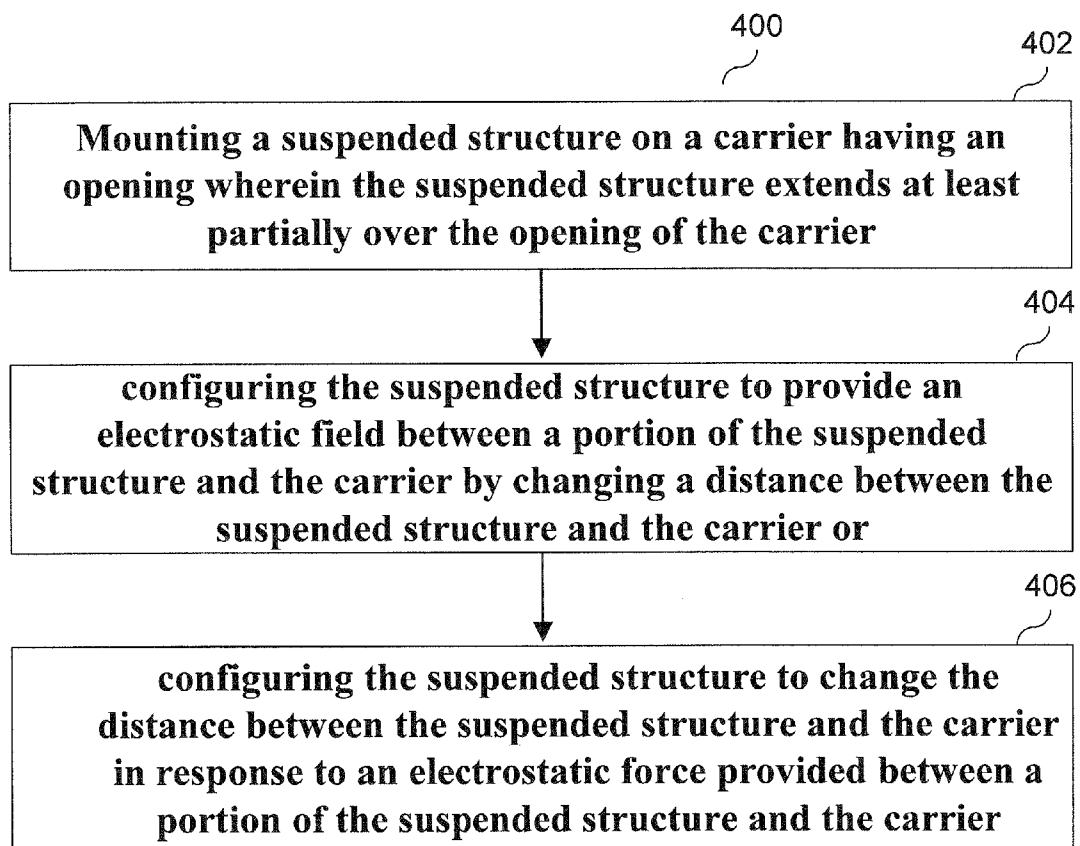 400
402
Mounting a suspended structure on a carrier having an
opening wherein the suspended structure extends at least
partially over the opening of the carrier
404
configuring the suspended structure to provide an
electrostatic field between a portion of the suspended
structure and the carrier by changing a distance between the
suspended structure and the carrier or
406
configuring the suspended structure to change the
distance between the suspended structure and the carrier
in response to an electrostatic force provided between a
portion of the suspended structure and the carrier